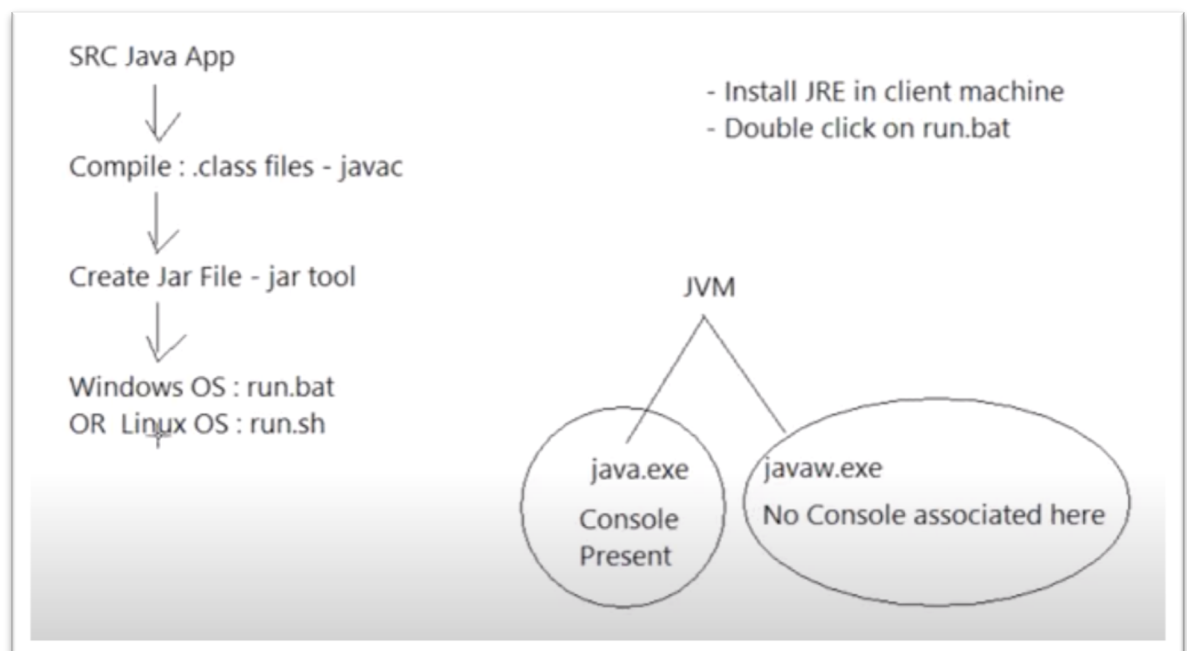 SRC Java App
Compile : .class files - javac
Create Jar File - jar tool
Windows OS : run.bat
OR Linux OS : run.sh
- Install JRE in client machine
- Double click on run.bat
JVM
java.exe
Console
Present
javaw.exe
No Console associated here